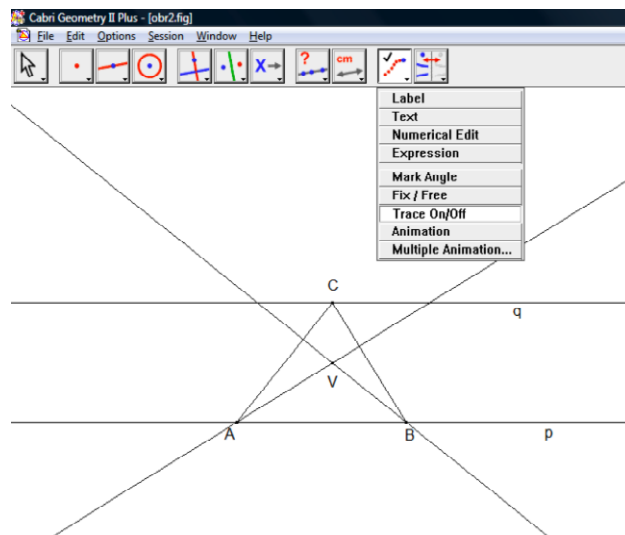 Cabri Geometry II Plus - [obr2.fig]
File Edit Options Session Window Help
? cm
X
Label
Text
Numerical Edit
Expression
Mark Angle
Fix / Free
Trace On/Off
Animation
Multiple Animation...
C
q
V
A B p